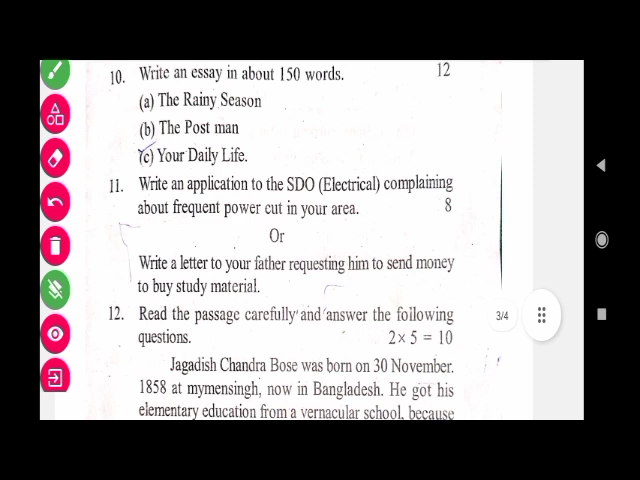 10. Write an essay in about 150 words. 12
(a) The Rainy Season
(b) The Post man
(c) Your Daily Life.
11. Write an application to the SDO (Electrical) complaining
about frequent power cut in your area. 8
Or
Write a letter to your father requesting him to send money
to buy study material.
12. Read the passage carefully and answer the following
questions. 2×5 = 10
Jagadish Chandra Bose was born on 30 November.
1858 at mymensingh, now in Bangladesh. He got his
elementary education from a vernacular school, because
3/4